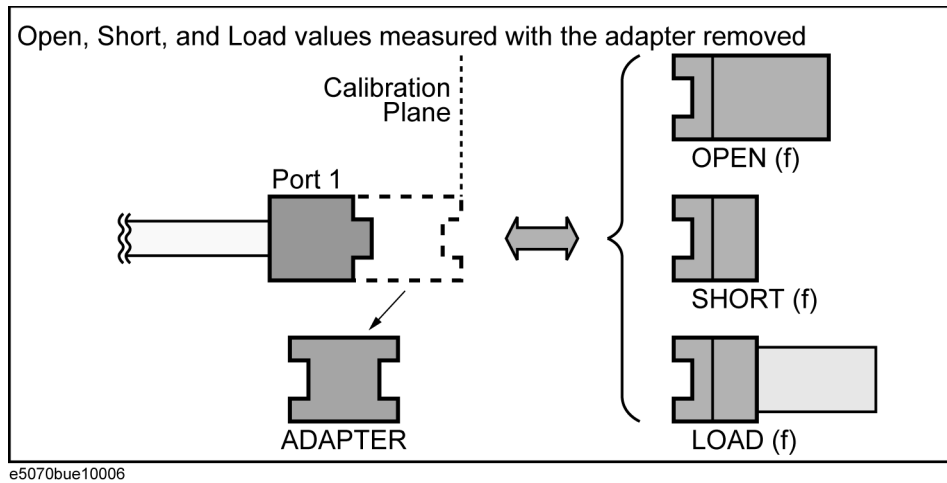 Open, Short, and Load values measured with the adapter removed
Calibration
Plane
Port 1
OPEN (f)
SHORT (f)
ADAPTER
LOAD (f)
e5070bue10006